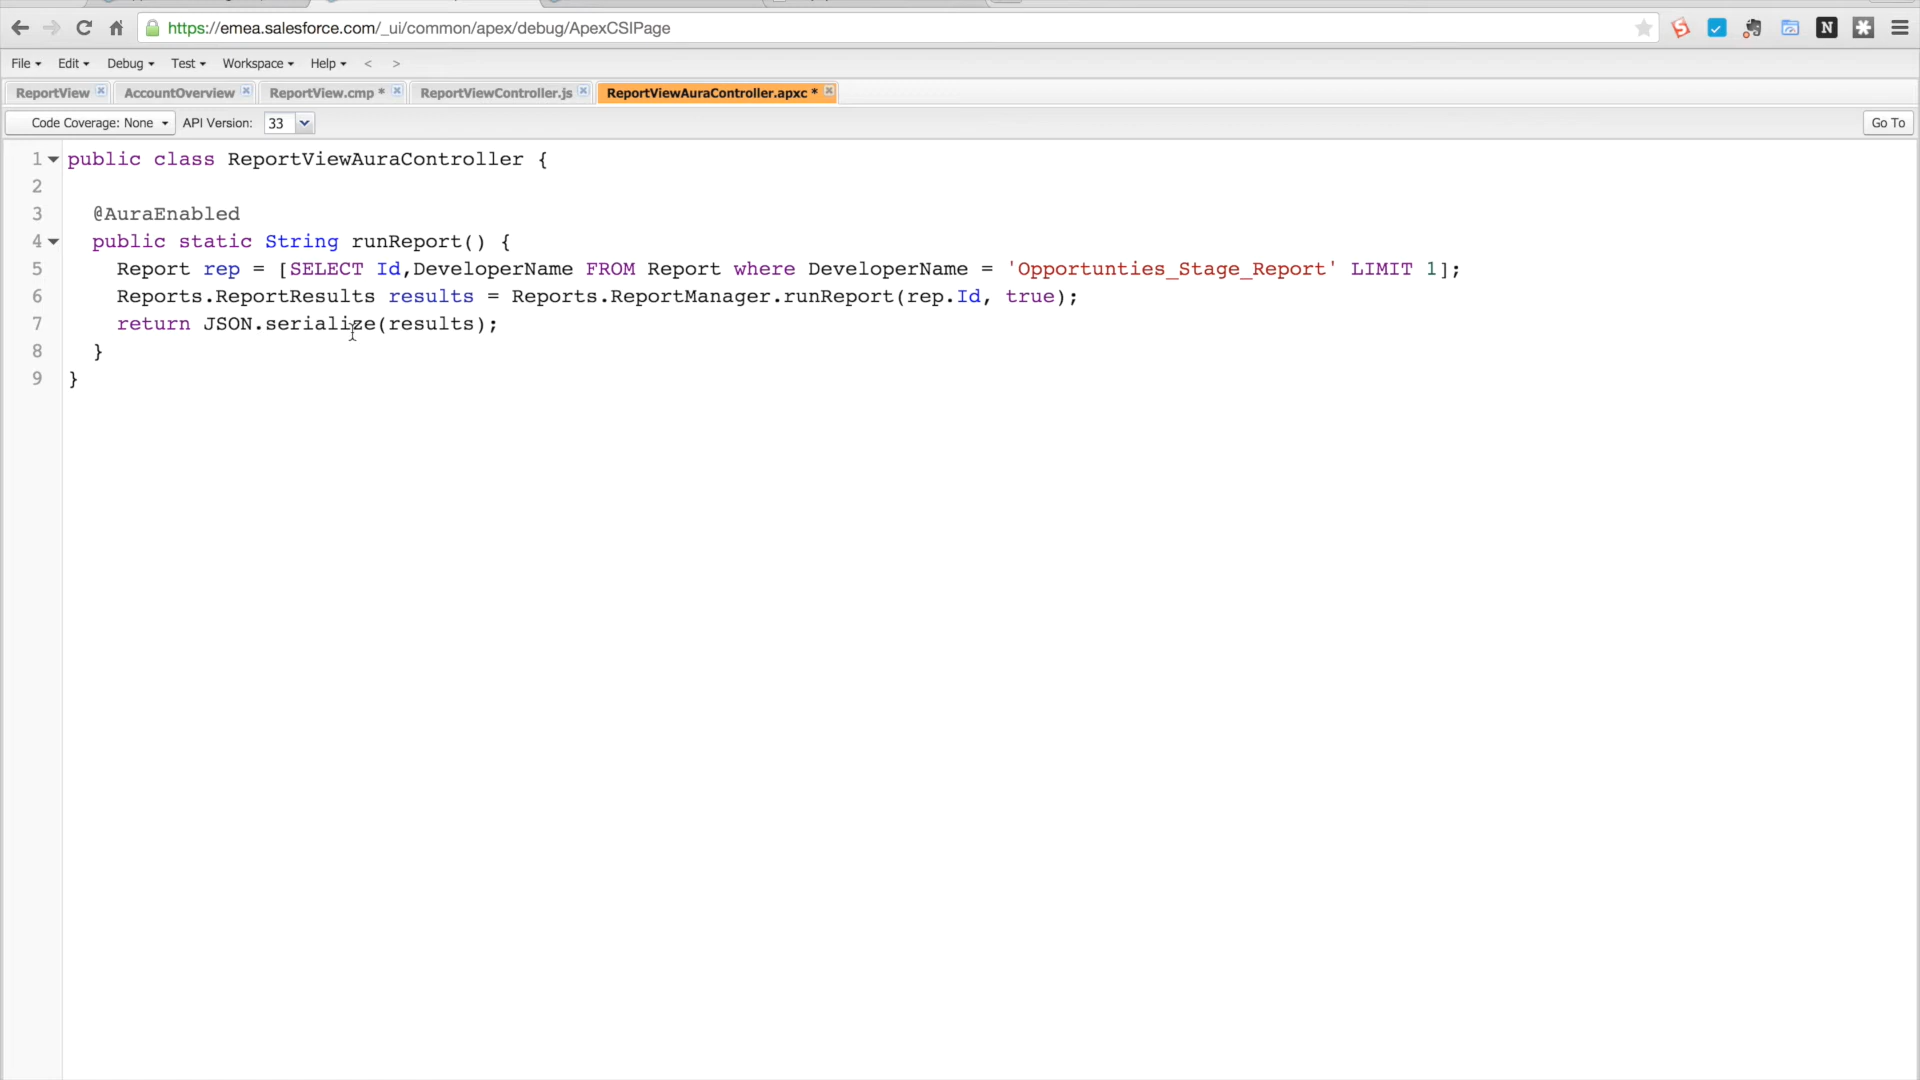 https://emea.salesforce.com/_ui/common/apex/debug/ApexCSIPage
File Edit Debug Test Workspace Help < >
ReportView AccountOverview ReportView.cmp * ReportViewController.js ReportViewAuraController.apxc *
Code Coverage: None API Version: 33 Go To
1 public class ReportViewAuraController {
2
3 @AuraEnabled
4 public static String runReport() {
5 Report rep = [SELECT Id,DeveloperName FROM Report where DeveloperName = 'Opportunties_Stage_Report' LIMIT 1];
6 Reports.ReportResults results = Reports.ReportManager.runReport(rep.Id, true);
7 return JSON.serialize(results);
8 }
9 }